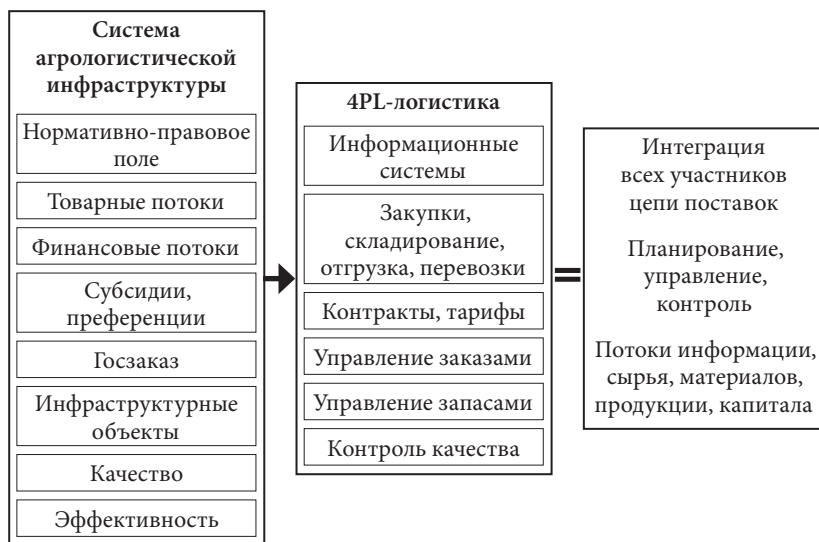 Система
агрологистической
инфраструктуры
Нормативно-правовое
поле
Товарные потоки
Финансовые потоки
Субсидии,
преференции
Госзаказ
Инфраструктурные
объекты
Качество
Эффективность
4PL-логистика
Информационные
системы
Закупки,
складирование,
отгрузка, перевозки
Контракты, тарифы
Управление заказами
Управление запасами
Контроль качества
=
Интеграция
всех участников
цепи поставок
Планирование,
управление,
контроль
Потоки информации,
сырья, материалов,
продукции, капитала